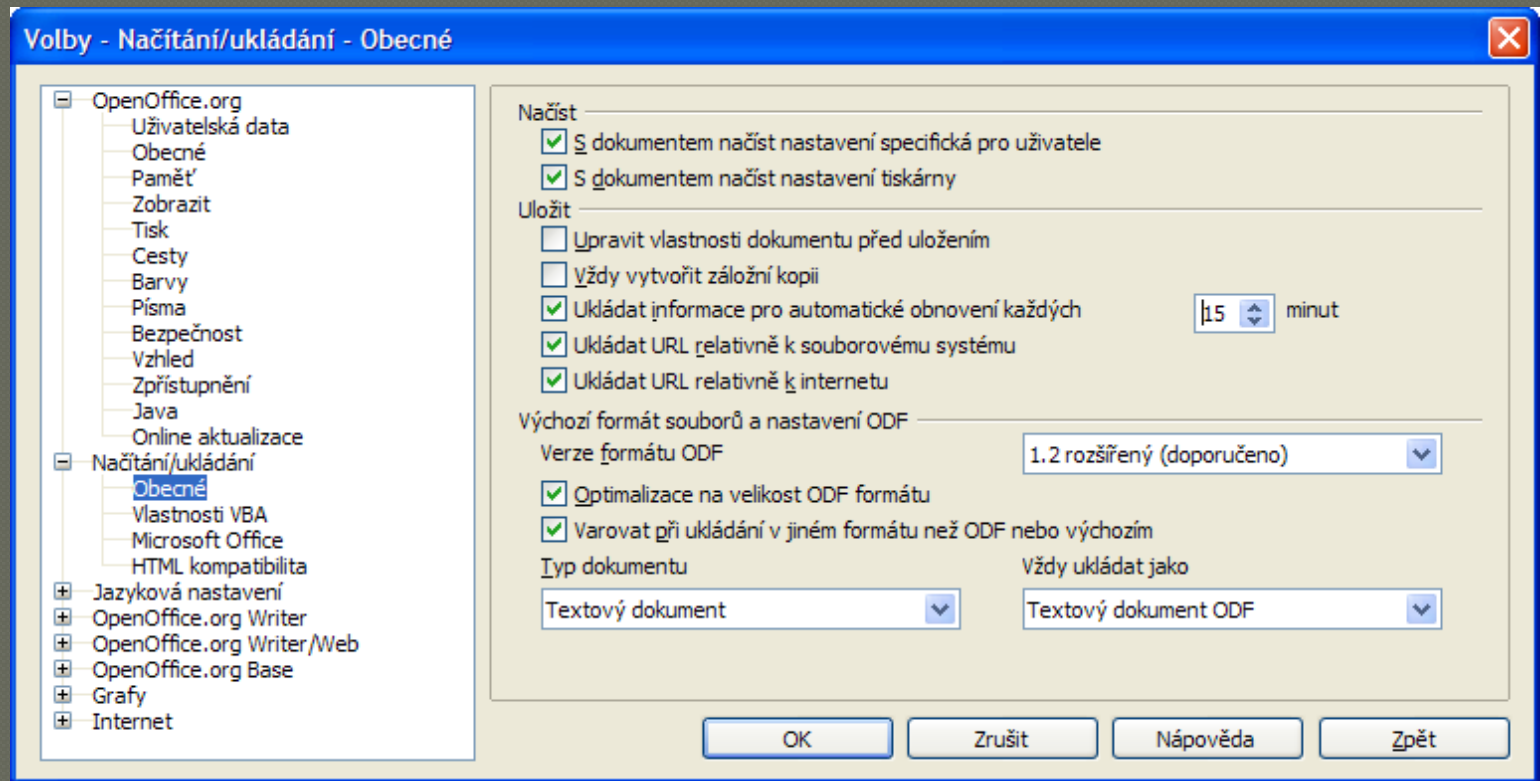 Volby - Načítání/ukládání - Obecné
OpenOffice.org
Uživatelská data
Obecné
Paměť
Zobrazit
Tisk
Cesty
Barvy
Písma
Bezpečnost
Vzhled
Zpřístupnění
Java
Online aktualizace
Načítání/ukládání
Obecné
Vlastnosti VBA
Microsoft Office
HTML kompatibilita
Jazyková nastavení
OpenOffice.org Writer
OpenOffice.org Writer/Web
OpenOffice.org Base
Grafy
Internet
Načíst
S dokumentem načíst nastavení specifická pro uživatele
S dokumentem načíst nastavení tiskárny
Uložit
Upravit vlastnosti dokumentu před uložením
Vždy vytvořit záložní kopii
Ukládat informace pro automatické obnovení každých 15 minut
Ukládat URL relativně k souborovému systému
Ukládat URL relativně k internetu
Výchozí formát souborů a nastavení ODF
Verze formátu ODF 1.2 rozšířený (doporučeno)
Optimalizace na velikost ODF formátu
Varovat při ukládání v jiném formátu než ODF nebo výchozím
Typ dokumentu Vždy ukládat jako
Textový dokument Textový dokument ODF
OK Zrušit Nápověda Zpět